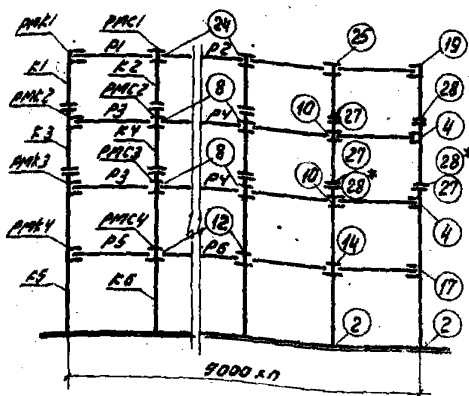 РМК1 РМС1 24 25 19
Р1 Р2
К1 К2
РМК2 РМС2 8 10 27 28
Р3 Р4 4
К3 К4
РМК3 РМС3 8 10 27 28* 28* 27
Р3 Р4 4
РМК4 РМС4 12 14 17
Р5 Р6
К5 К6 2 2
9000 × п